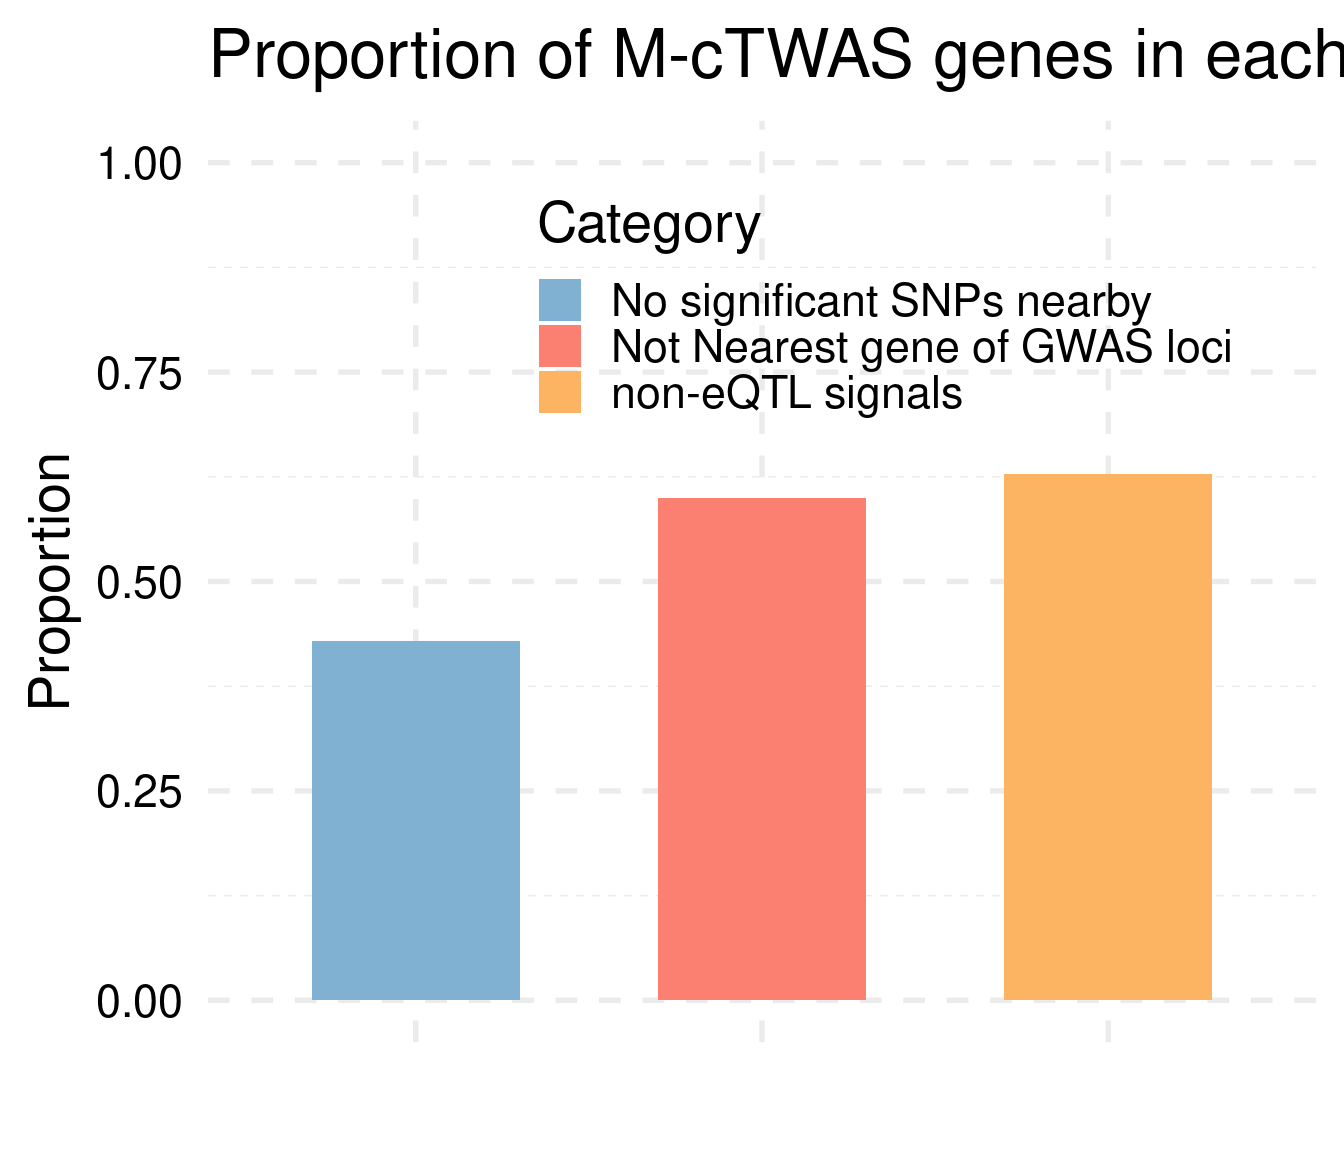 Proportion of M-cTWAS genes in each
1.00
Category
No significant SNPs nearby
Not Nearest gene of GWAS loci
0.75
non-eQTL signals
Proportion
0.50
0.25
0.00